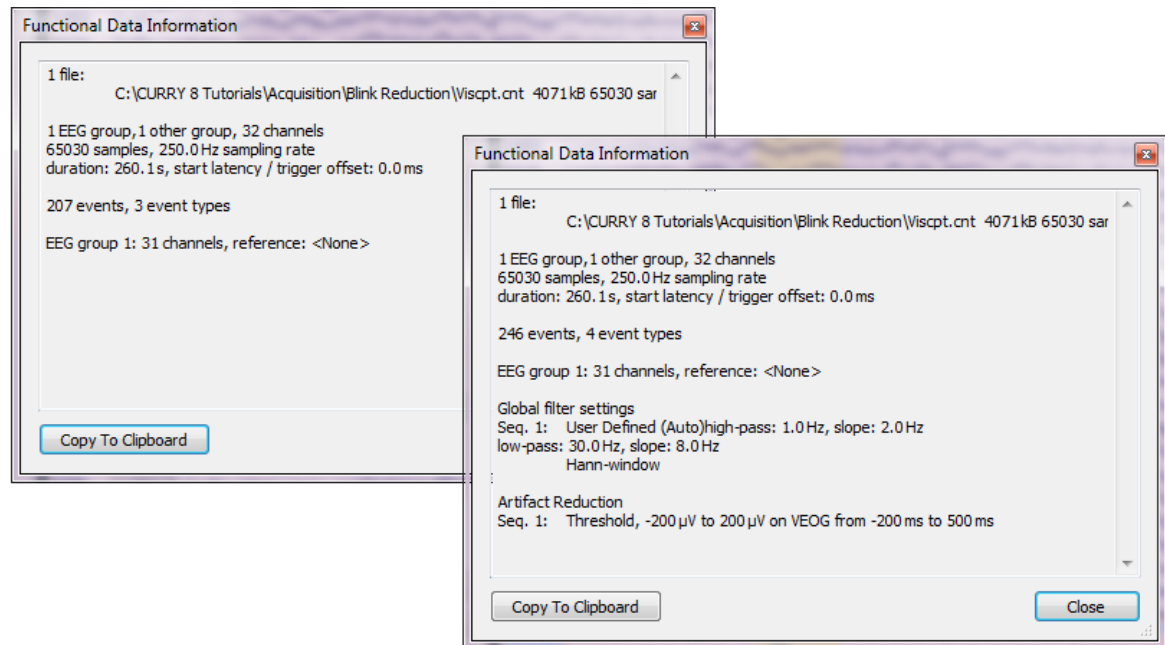 Functional Data Information
1 file:
C:\CURRY 8 Tutorials\Acquisition\Blink Reduction\Viscpt.cnt 4071kB 65030 sar
1 EEG group, 1 other group, 32 channels
65030 samples, 250.0 Hz sampling rate
duration: 260.1 s, start latency / trigger offset: 0.0 ms
207 events, 3 event types
EEG group 1: 31 channels, reference: <None>
Copy To Clipboard
Functional Data Information
1 file:
C:\CURRY 8 Tutorials\Acquisition\Blink Reduction\Viscpt.cnt 4071kB 65030 sar
1 EEG group, 1 other group, 32 channels
65030 samples, 250.0 Hz sampling rate
duration: 260.1 s, start latency / trigger offset: 0.0 ms
246 events, 4 event types
EEG group 1: 31 channels, reference: <None>
Global filter settings
Seq. 1: User Defined (Auto)high-pass: 1.0 Hz, slope: 2.0 Hz
low-pass: 30.0 Hz, slope: 8.0 Hz
Hann-window
Artifact Reduction
Seq. 1: Threshold, -200 µV to 200 µV on VEOG from -200 ms to 500 ms
Copy To Clipboard
Close